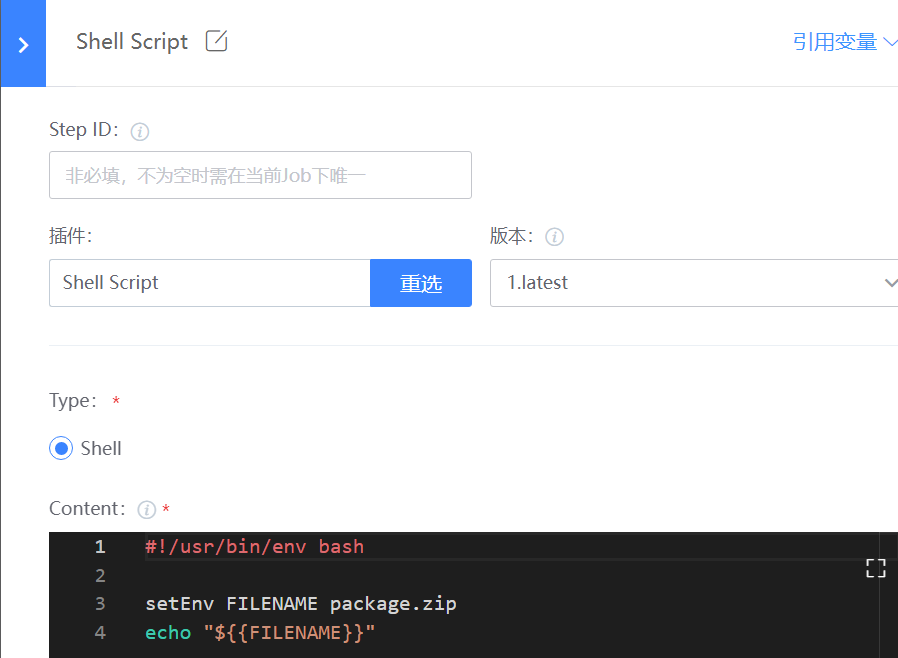 Shell Script
引用变量
Step ID:
非必填，不为空时需在当前Job下唯一
插件:
版本:
Shell Script
重选
1.latest
Type: *
Shell
Content: *
1 #!/usr/bin/env bash
2
3 setEnv FILENAME package.zip
4 echo "${{FILENAME}}"